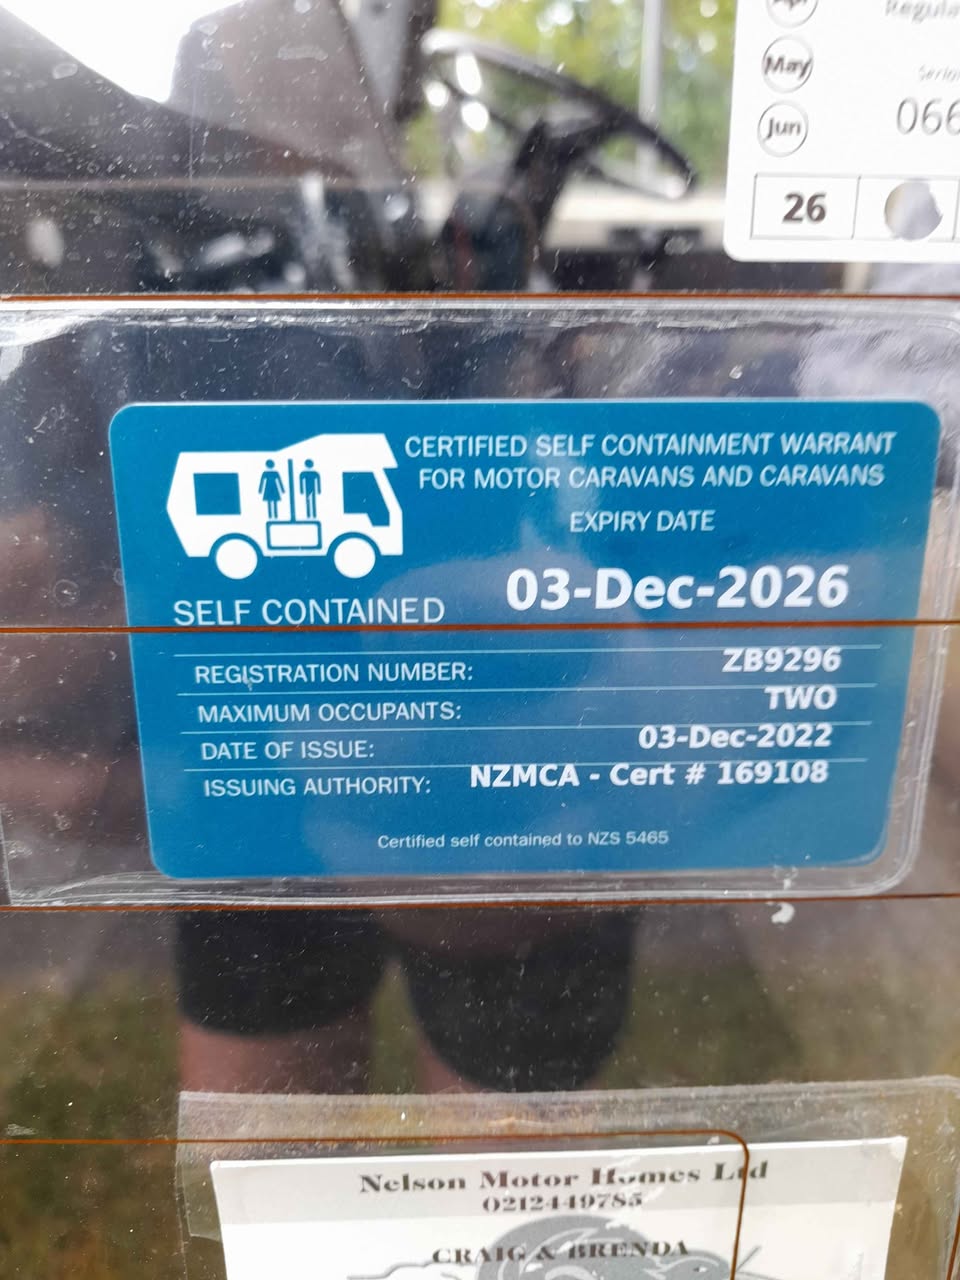 May
Jun
066
26
CERTIFIED SELF CONTAINMENT WARRANT
FOR MOTOR CARAVANS AND CARAVANS
EXPIRY DATE
03-Dec-2026
SELF CONTAINED
REGISTRATION NUMBER: ZB9296
MAXIMUM OCCUPANTS: TWO
DATE OF ISSUE: 03-Dec-2022
ISSUING AUTHORITY: NZMCA - Cert # 169108
Certified self contained to NZS 5465
Nelson Motor Homes Ltd
0212449785
CRAIG & BRENDA